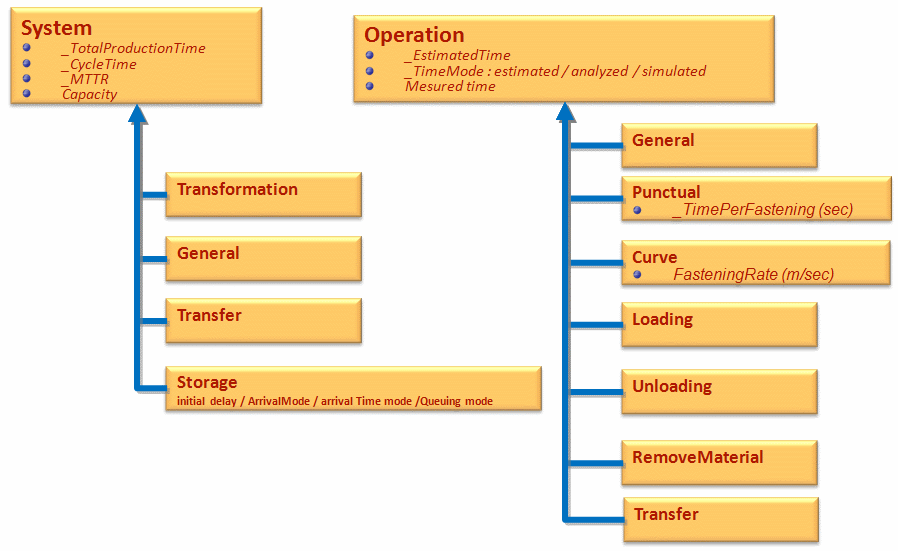 System
_TotalProductionTime
_CycleTime
_MTTR
Capacity
Transformation
General
Transfer
Storage
initial delay / ArrivalMode / arrival Time mode /Queuing mode
Operation
_EstimatedTime
_TimeMode : estimated / analyzed / simulated
Mesured time
General
Punctual
_TimePerFastening (sec)
Curve
FasteningRate (m/sec)
Loading
Unloading
RemoveMaterial
Transfer